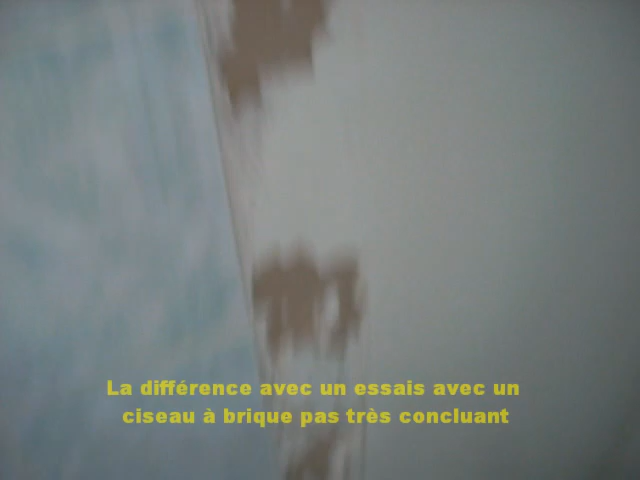 La différence avec un essais avec un
ciseau à brique pas très concluant